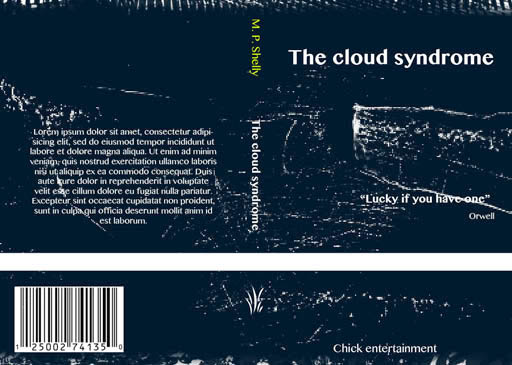 M. P. Shelly
The cloud syndrome
The cloud syndrome
Lorem ipsum dolor sit amet, consectetur adipi-
sicing elit, sed do eiusmod tempor incididunt ut
labore et dolore magna aliqua. Ut enim ad minim
veniam, quis nostrud exercitation ullamco laboris
nisi ut aliquip ex ea commodo consequat. Duis
aute irure dolor in reprehenderit in voluptate
velit esse cillum dolore eu fugiat nulla pariatur.
Excepteur sint occaecat cupidatat non proident,
sunt in culpa qui officia deserunt mollit anim id
est laborum.
“Lucky if you have one”
Orwell
1 25002 74135 0
Chick entertainment